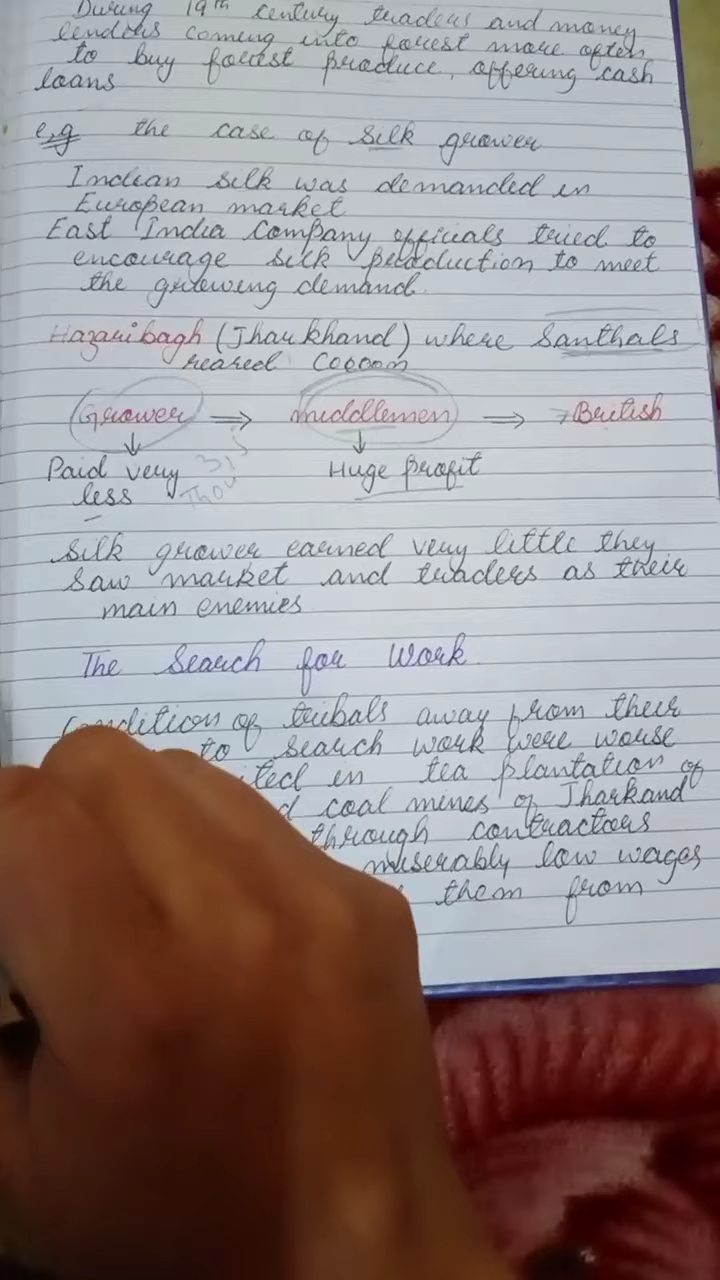 During 19th century traders and money
lenders coming into forest more often
to buy forest produce, offering cash
loans
e.g the case of silk grower
Indian silk was demanded in
European market
East India Company officials tried to
encourage silk production to meet
the growing demand.
Hazaribagh (Jharkhand) where Santhals
reared Cocoon
Grower ⇒ middlemen → British
Paid very Huge profit
less
Silk grower earned very little they
saw market and traders as their
main enemies
The Search for Work
Condition of tribals away from their
to search work were worse
in tea plantation of
coal mines of Jharkand
through contractors
miserably low wages
them from